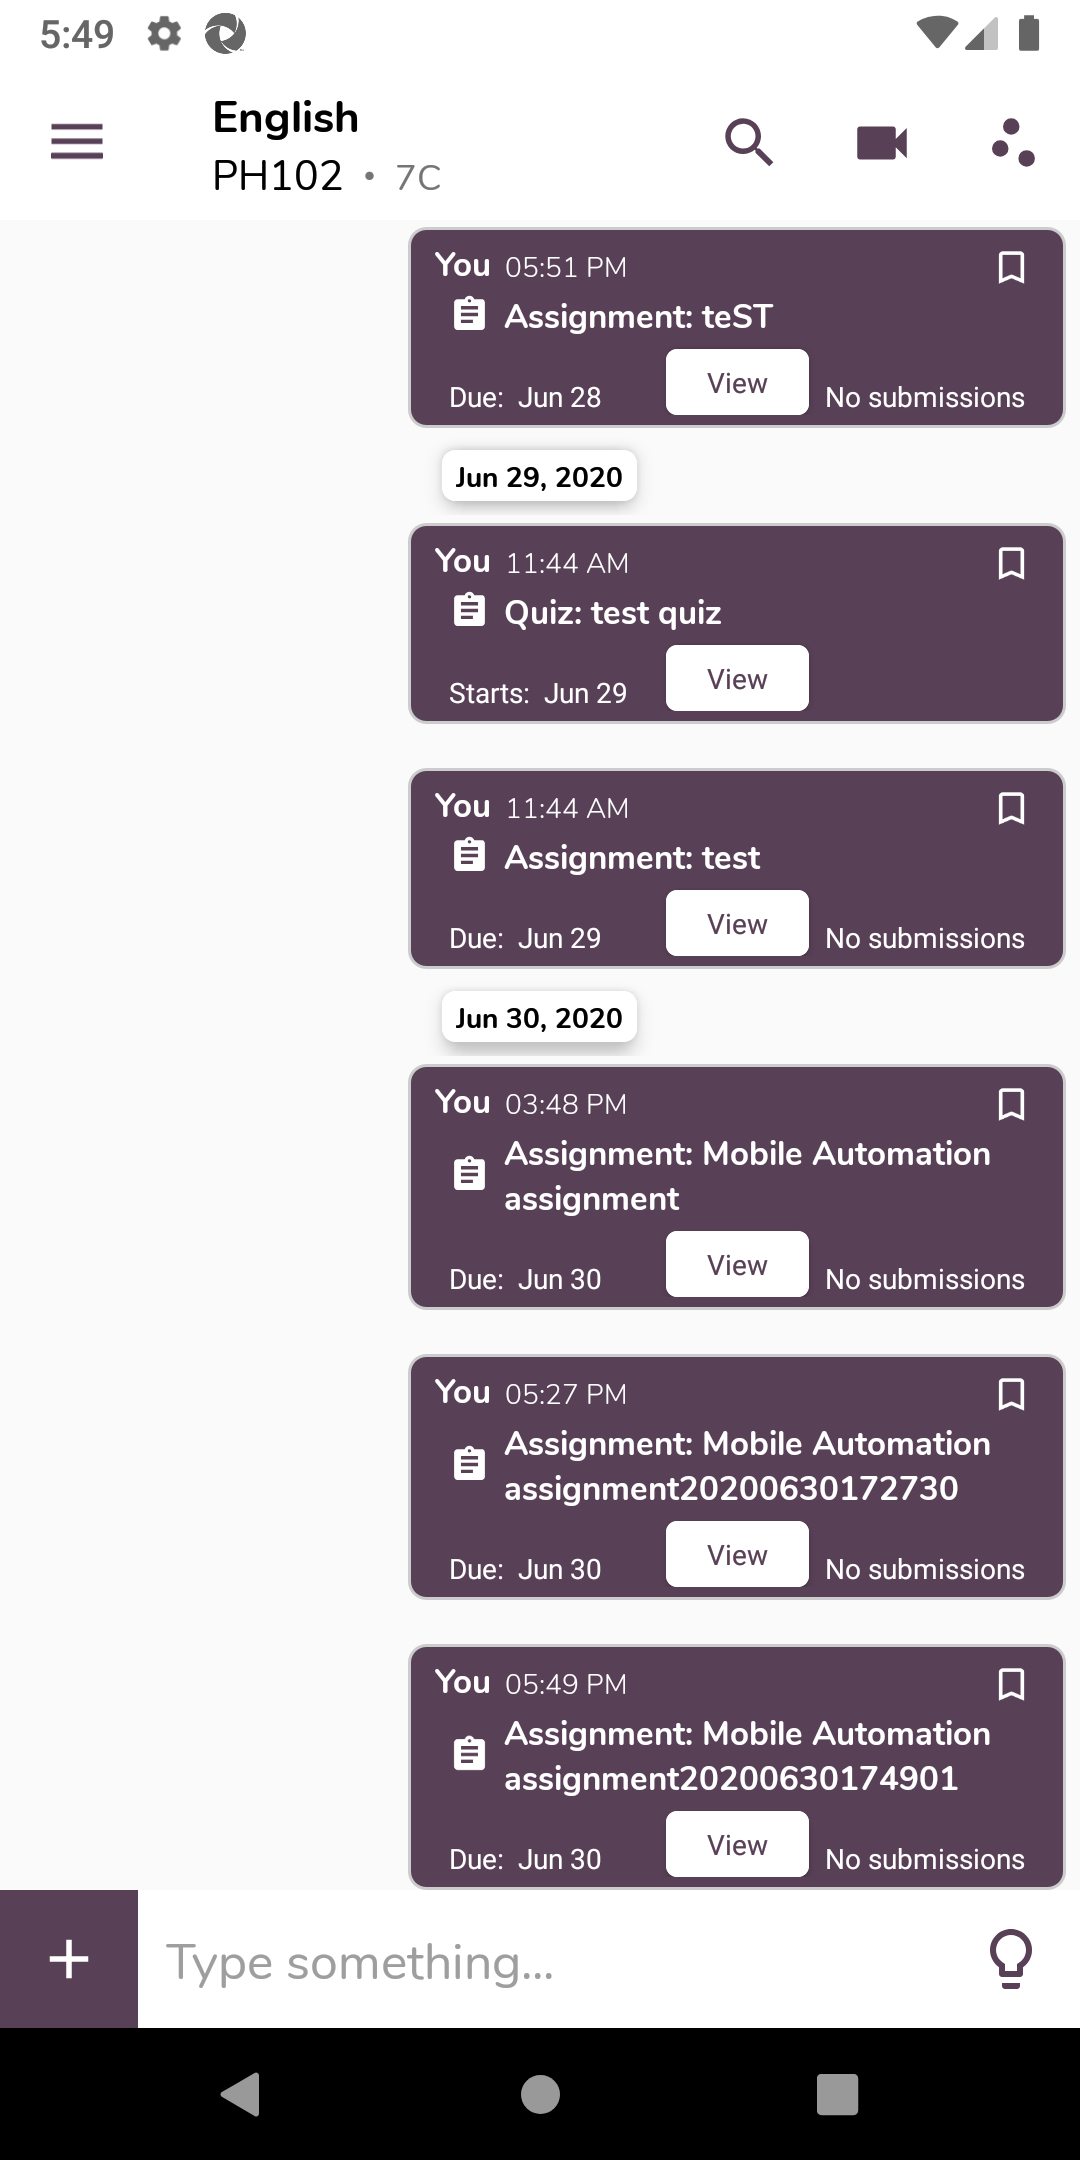 5:49
English
PH102 • 7C
You 05:51 PM
Assignment: teST
View
Due: Jun 28
No submissions
Jun 29, 2020
You 11:44 AM
Quiz: test quiz
View
Starts: Jun 29
You 11:44 AM
Assignment: test
View
Due: Jun 29
No submissions
Jun 30, 2020
You 03:48 PM
Assignment: Mobile Automation
assignment
View
Due: Jun 30
No submissions
You 05:27 PM
Assignment: Mobile Automation
assignment20200630172730
View
Due: Jun 30
No submissions
You 05:49 PM
Assignment: Mobile Automation
assignment20200630174901
View
Due: Jun 30
No submissions
Type something...